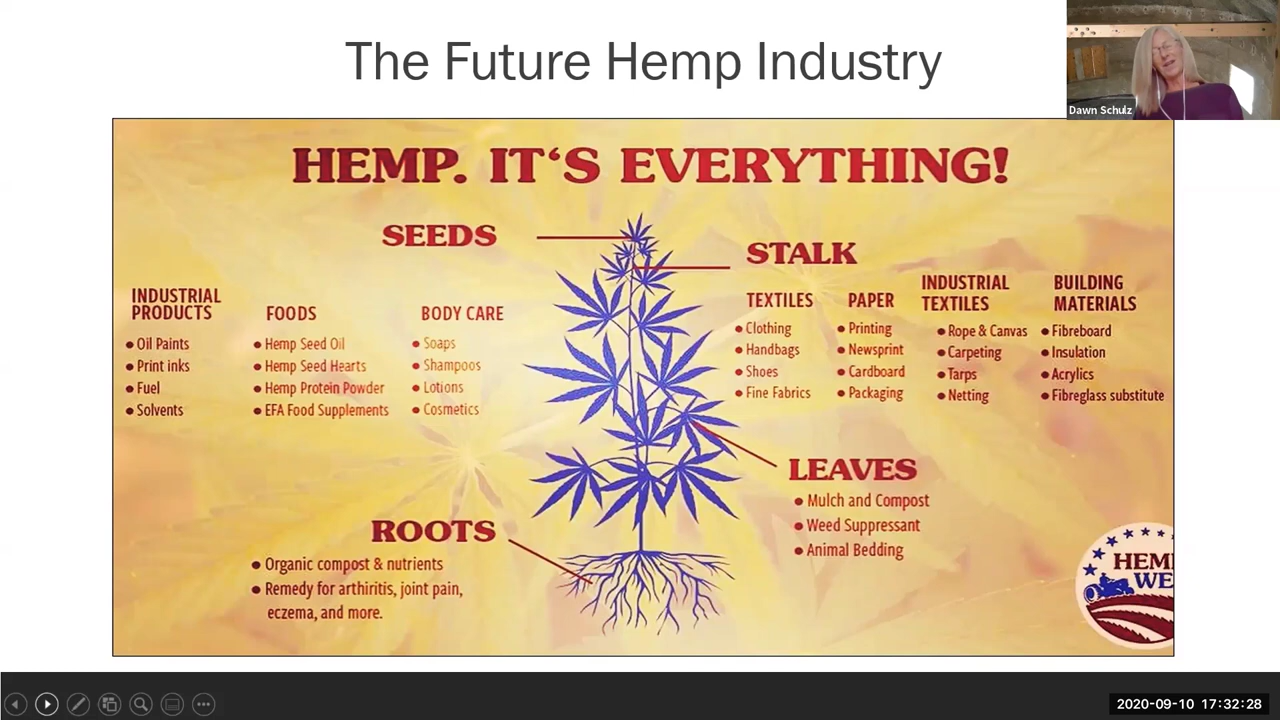 The Future Hemp Industry
Dawn Schulz
HEMP. IT‘S EVERYTHING!
SEEDS
STALK
INDUSTRIAL
PRODUCTS
• Oil Paints
• Print inks
• Fuel
• Solvents
FOODS
• Hemp Seed Oil
• Hemp Seed Hearts
• Hemp Protein Powder
• EFA Food Supplements
BODY CARE
• Soaps
• Shampoos
• Lotions
• Cosmetics
TEXTILES
• Clothing
• Handbags
• Shoes
• Fine Fabrics
PAPER
• Printing
• Newsprint
• Cardboard
• Packaging
INDUSTRIAL
TEXTILES
• Rope & Canvas
• Carpeting
• Tarps
• Netting
BUILDING
MATERIALS
• Fibreboard
• Insulation
• Acrylics
• Fibreglass substitute
LEAVES
• Mulch and Compost
• Weed Suppressant
• Animal Bedding
ROOTS
• Organic compost & nutrients
• Remedy for arthiritis, joint pain,
eczema, and more.
HEM
WE
2020-09-10 17:32:28